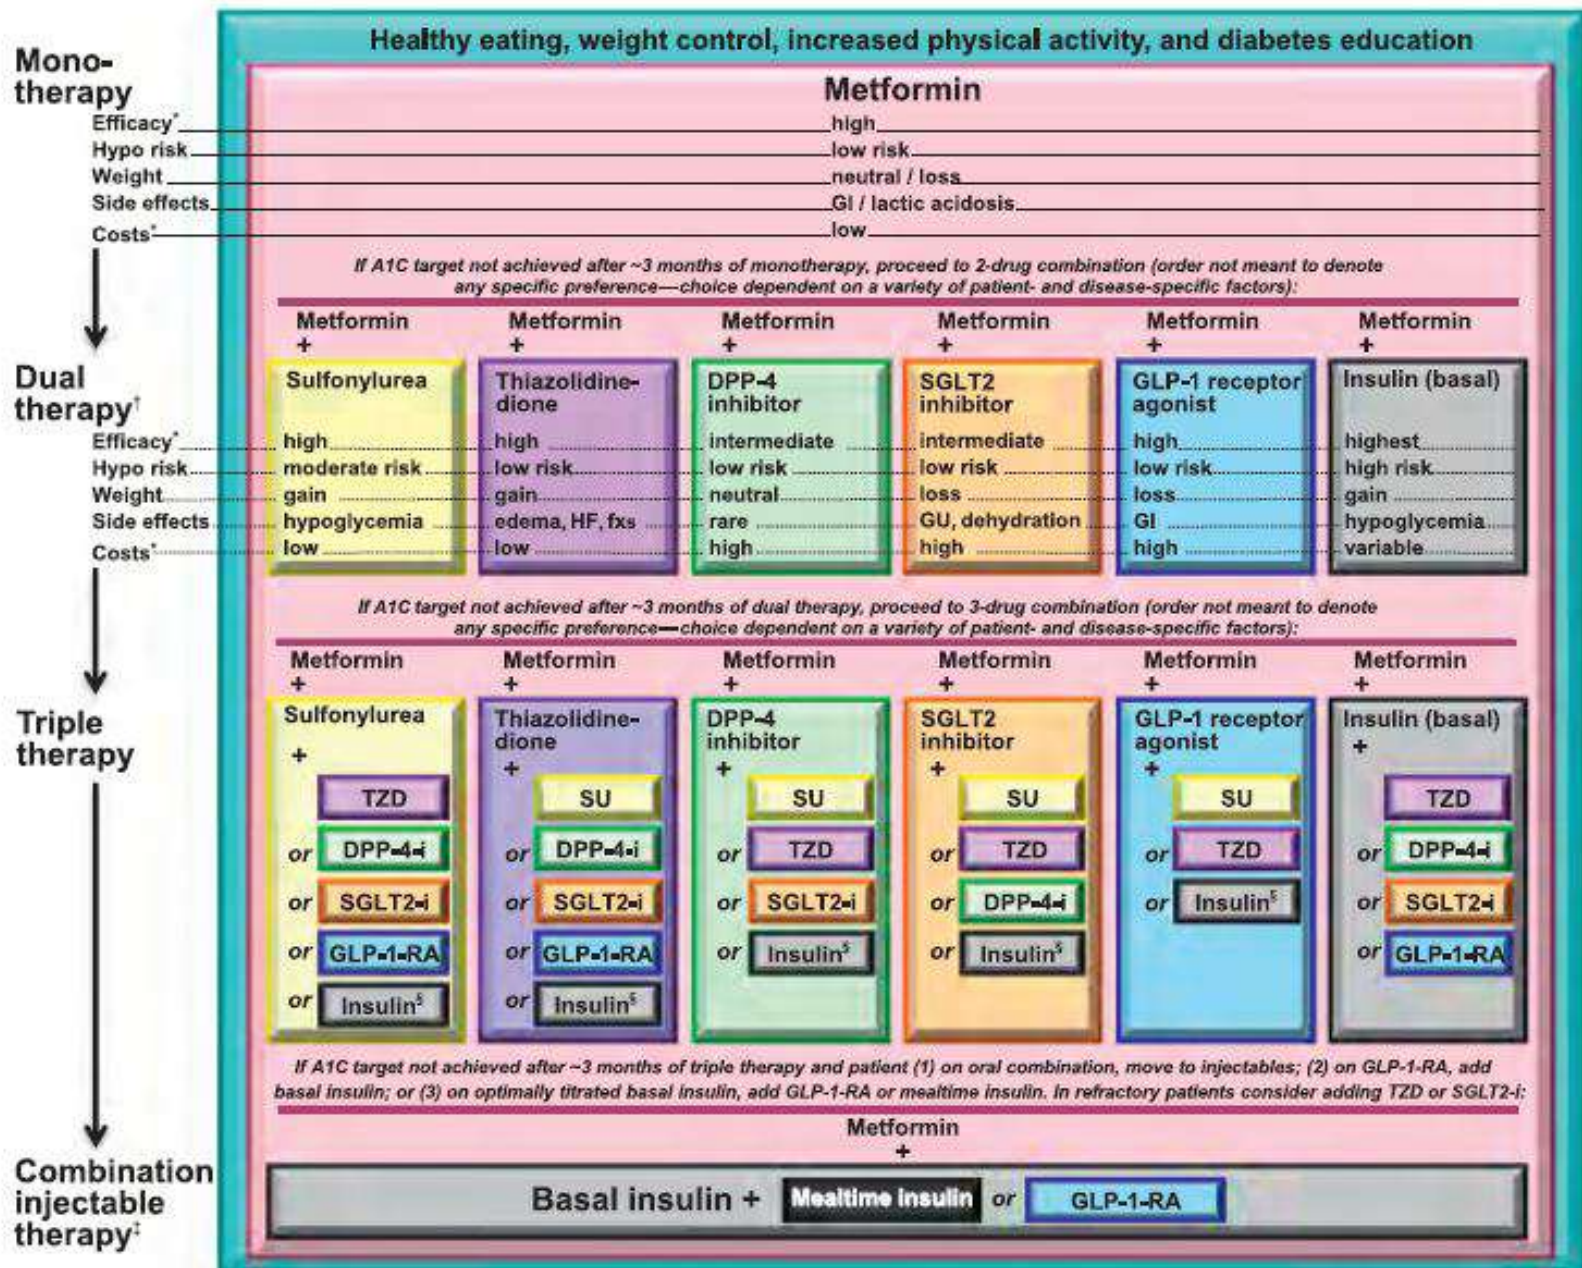 Healthy eating, weight control, increased physical activity, and diabetes education
Mono-
therapy
Metformin
Efficacy* high
Hypo risk low risk
Weight neutral / loss
Side effects GI / lactic acidosis
Costs* low
If A1C target not achieved after ~3 months of monotherapy, proceed to 2-drug combination (order not meant to denote
any specific preference—choice dependent on a variety of patient- and disease-specific factors):
Metformin Metformin Metformin Metformin Metformin Metformin
+ + + + + +
Dual
therapy†
Sulfonylurea Thiazolidine- DPP-4 SGLT2 GLP-1 receptor Insulin (basal)
dione inhibitor inhibitor agonist
Efficacy* high high intermediate intermediate high highest
Hypo risk moderate risk low risk low risk low risk low risk high risk
Weight gain gain neutral loss loss gain
Side effects hypoglycemia edema, HF, fxs rare GU, dehydration GI hypoglycemia
Costs* low low high high high variable
If A1C target not achieved after ~3 months of dual therapy, proceed to 3-drug combination (order not meant to denote
any specific preference—choice dependent on a variety of patient- and disease-specific factors):
Metformin Metformin Metformin Metformin Metformin Metformin
+ + + + + +
Triple
therapy
Sulfonylurea Thiazolidine- DPP-4 SGLT2 GLP-1 receptor Insulin (basal)
dione inhibitor inhibitor agonist
+ + + + + +
TZD SU SU SU SU TZD
or DPP-4-i or DPP-4-i or TZD or TZD or TZD or DPP-4-i
or SGLT2-i or SGLT2-i or SGLT2-i or DPP-4-i or Insulin§ or SGLT2-i
or GLP-1-RA or GLP-1-RA or Insulin§ or Insulin§ or GLP-1-RA
or Insulin§ or Insulin§
If A1C target not achieved after ~3 months of triple therapy and patient (1) on oral combination, move to injectables; (2) on GLP-1-RA, add
basal insulin; or (3) on optimally titrated basal insulin, add GLP-1-RA or mealtime insulin. In refractory patients consider adding TZD or SGLT2-i:
Metformin
+
Combination
injectable
therapy‡
Basal insulin + Mealtime insulin or GLP-1-RA